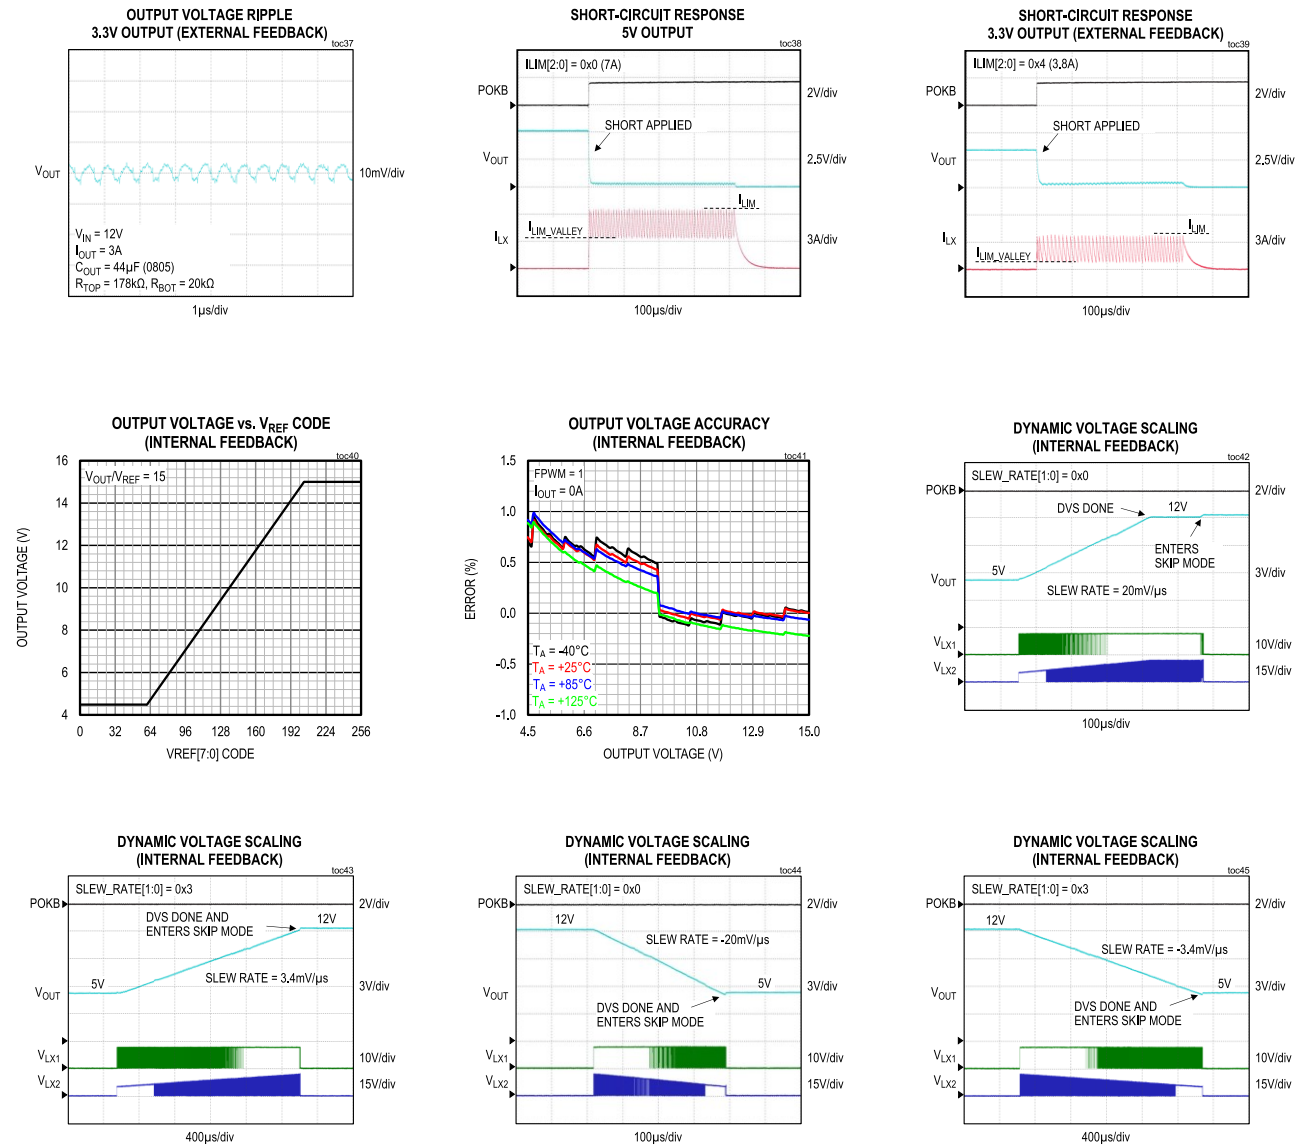 OUTPUT VOLTAGE RIPPLE
3.3V OUTPUT (EXTERNAL FEEDBACK)
toc37
VOUT
10mV/div
VIN = 12V
IOUT = 3A
COUT = 44µF (0805)
RTOP = 178kΩ, RBOT = 20kΩ
1µs/div
SHORT-CIRCUIT RESPONSE
5V OUTPUT
toc38
ILIM[2:0] = 0x0 (7A)
POKB
2V/div
SHORT APPLIED
VOUT
2.5V/div
ILIM
ILIM_VALLEY
ILX
3A/div
100µs/div
SHORT-CIRCUIT RESPONSE
3.3V OUTPUT (EXTERNAL FEEDBACK)
toc39
ILIM[2:0] = 0x4 (3.8A)
POKB
2V/div
SHORT APPLIED
VOUT
2.5V/div
ILIM
ILX
3A/div
ILIM_VALLEY
100µs/div
OUTPUT VOLTAGE vs. VREF CODE
(INTERNAL FEEDBACK)
toc40
VOUT/VREF = 15
OUTPUT VOLTAGE (V)
16
14
12
10
8
6
4
0 32 64 96 128 160 192 224 256
VREF[7:0] CODE
OUTPUT VOLTAGE ACCURACY
(INTERNAL FEEDBACK)
toc41
FPWM = 1
IOUT = 0A
ERROR (%)
1.5
1.0
0.5
0.0
-0.5
-1.0
TA = -40°C
TA = +25°C
TA = +85°C
TA = +125°C
4.5 6.6 8.7 10.8 12.9 15.0
OUTPUT VOLTAGE (V)
DYNAMIC VOLTAGE SCALING
(INTERNAL FEEDBACK)
toc42
SLEW_RATE[1:0] = 0x0
POKB
2V/div
DVS DONE
12V
ENTERS
SKIP MODE
5V
VOUT
3V/div
SLEW RATE = 20mV/µs
VLX1
10V/div
VLX2
15V/div
100µs/div
DYNAMIC VOLTAGE SCALING
(INTERNAL FEEDBACK)
toc43
SLEW_RATE[1:0] = 0x3
POKB
2V/div
DVS DONE AND
ENTERS SKIP MODE
12V
5V
SLEW RATE = 3.4mV/µs
VOUT
3V/div
VLX1
10V/div
VLX2
15V/div
400µs/div
DYNAMIC VOLTAGE SCALING
(INTERNAL FEEDBACK)
toc44
SLEW_RATE[1:0] = 0x0
POKB
2V/div
12V
SLEW RATE = -20mV/µs
5V
VOUT
3V/div
DVS DONE AND
ENTERS SKIP MODE
VLX1
10V/div
VLX2
15V/div
100µs/div
DYNAMIC VOLTAGE SCALING
(INTERNAL FEEDBACK)
toc45
SLEW_RATE[1:0] = 0x3
POKB
2V/div
12V
SLEW RATE = -3.4mV/µs
5V
VOUT
3V/div
DVS DONE AND
ENTERS SKIP MODE
VLX1
10V/div
VLX2
15V/div
400µs/div